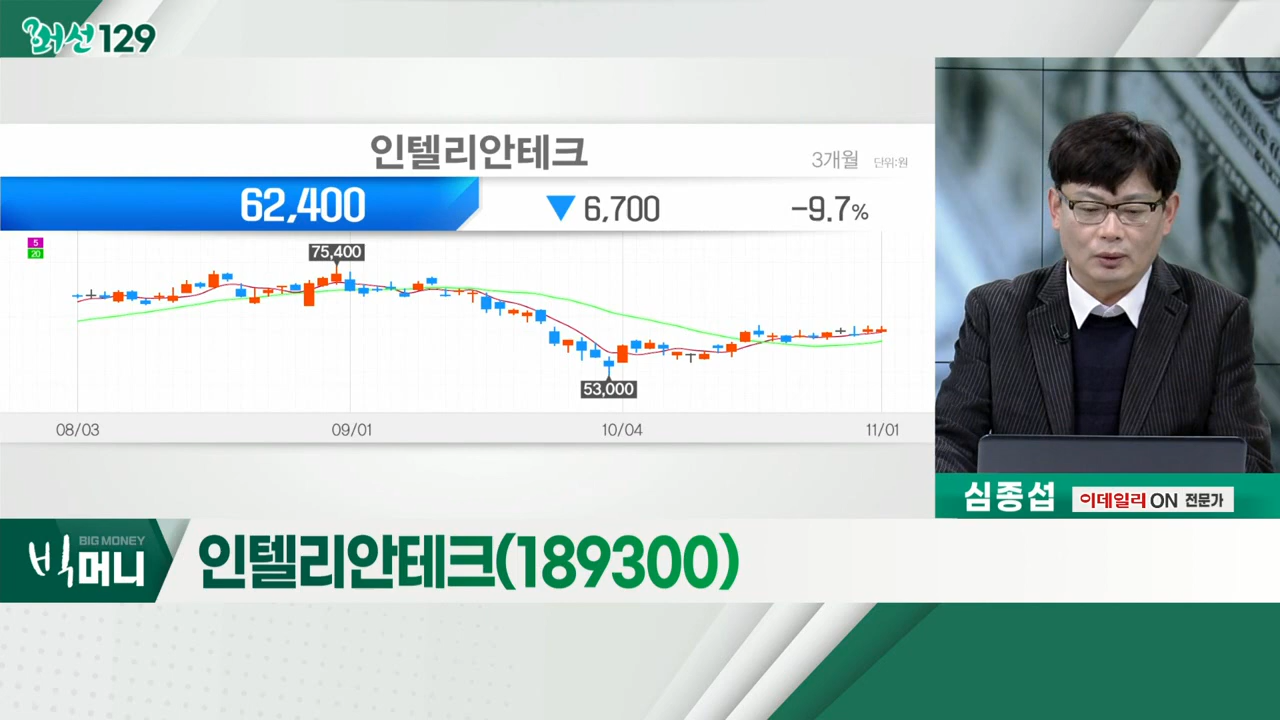 머선129
인텔리안테크
3개월 단위:원
62,400 ▼ 6,700 -9.7%
5
20
75,400
53,000
08/03 09/01 10/04 11/01
심종섭 이데일리 ON 전문가
BIG MONEY
빅머니
인텔리안테크(189300)